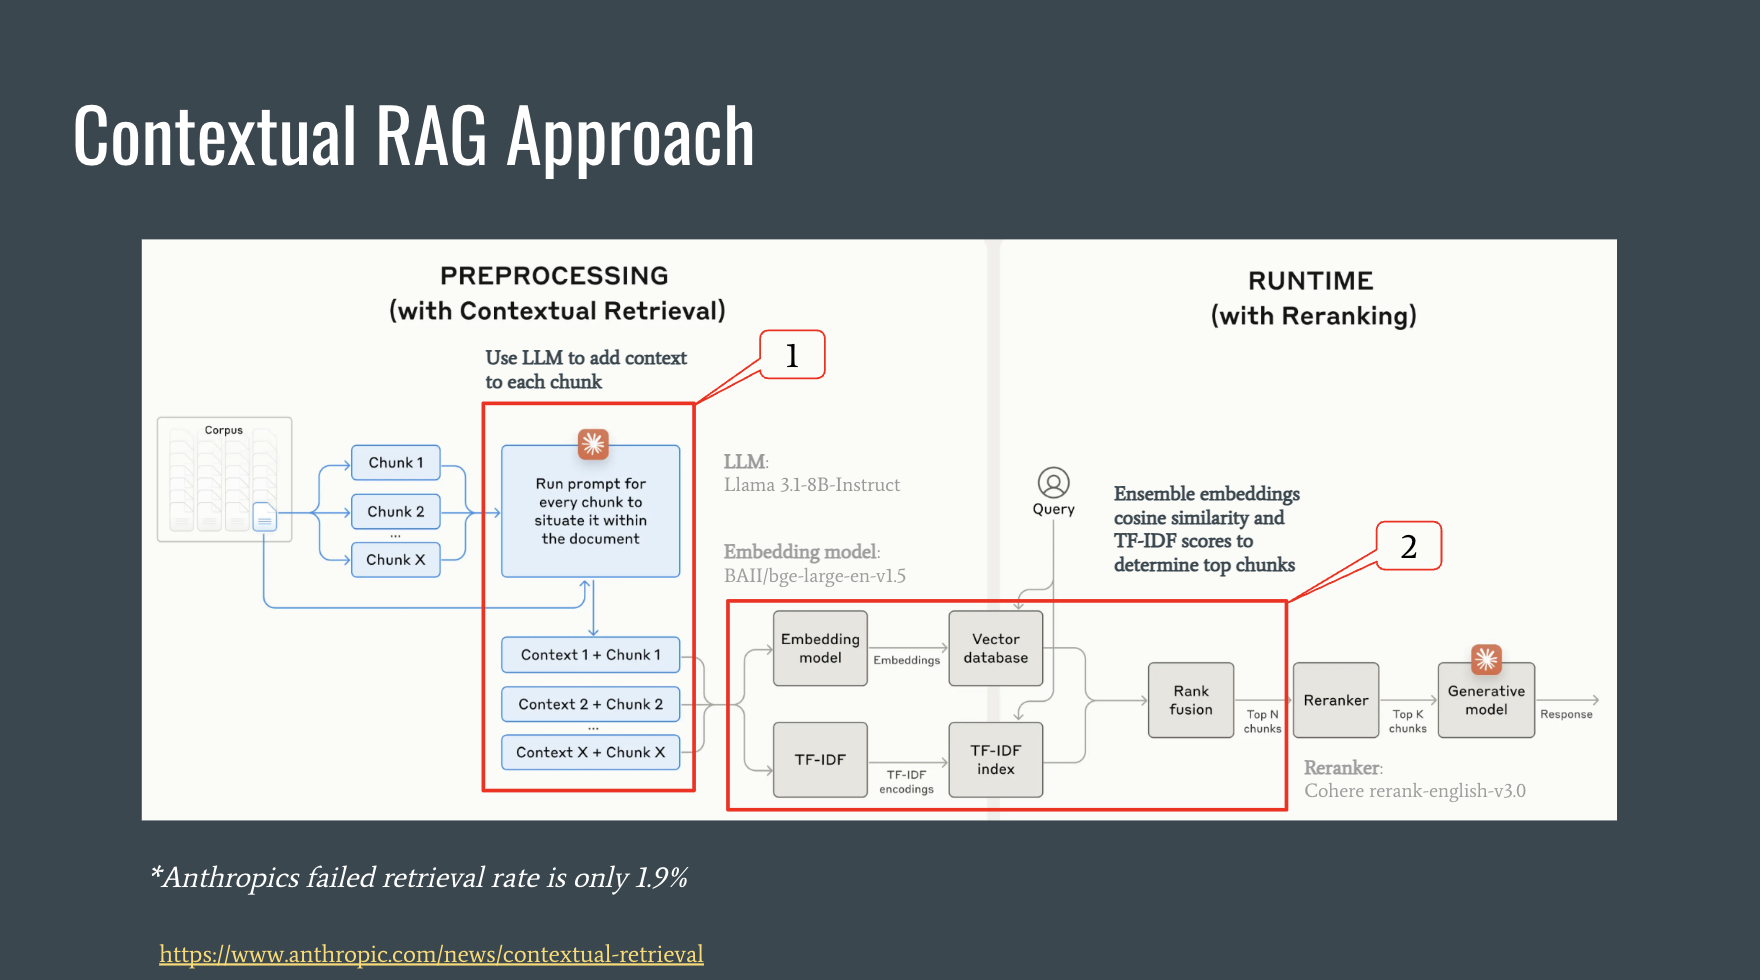 Contextual RAG Approach
PREPROCESSING
(with Contextual Retrieval)
RUNTIME
(with Reranking)
Use LLM to add context
to each chunk
1
Corpus
Chunk 1
Chunk 2
...
Chunk X
Run prompt for
every chunk to
situate it within
the document
Context 1 + Chunk 1
Context 2 + Chunk 2
...
Context X + Chunk X
LLM:
Llama 3.1-8B-Instruct
Embedding model:
BAII/bge-large-en-v1.5
Query
Ensemble embeddings
cosine similarity and
TF-IDF scores to
determine top chunks
2
Embedding
model
Embeddings
Vector
database
TF-IDF
TF-IDF
encodings
TF-IDF
index
Rank
fusion
Top N
chunks
Reranker
Top K
chunks
Generative
model
Response
Reranker:
Cohere rerank-english-v3.0
*Anthropics failed retrieval rate is only 1.9%
https://www.anthropic.com/news/contextual-retrieval